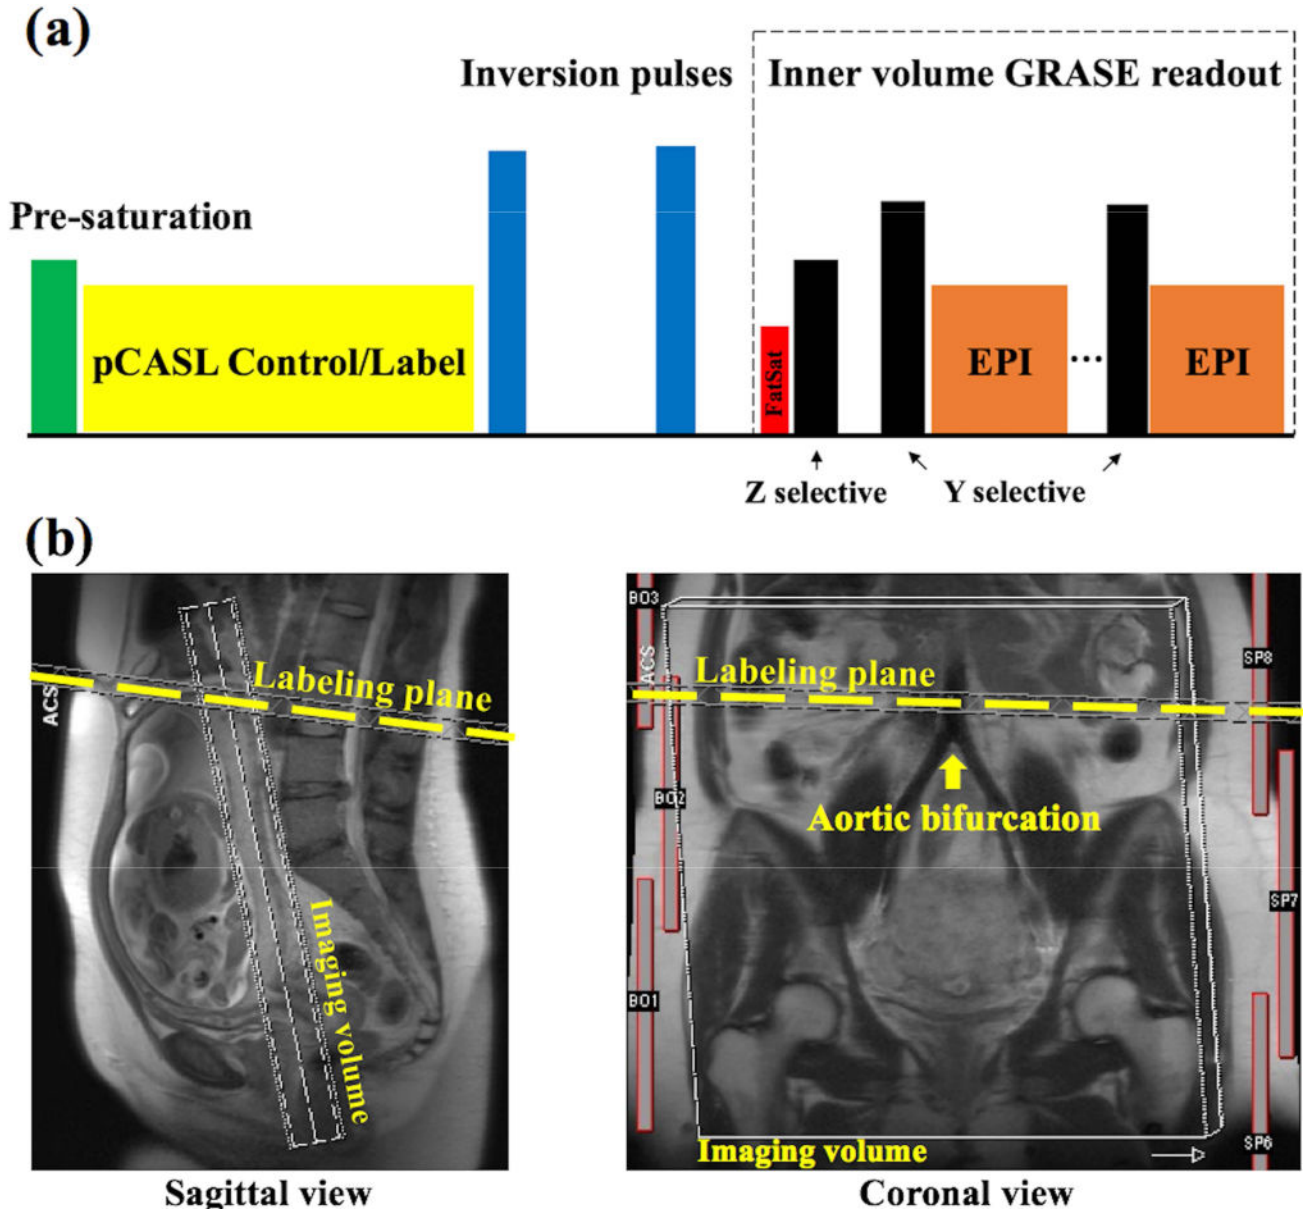 (a)
Inversion pulses
Inner volume GRASE readout
Pre-saturation
pCASL Control/Label
FatSat
EPI
...
EPI
Z selective
Y selective
(b)
ACS
Labeling plane
Imaging volume
Sagittal view
BO3
ACS
Labeling plane
SP8
BO2
Aortic bifurcation
SP7
BO1
Imaging volume
SP6
Coronal view